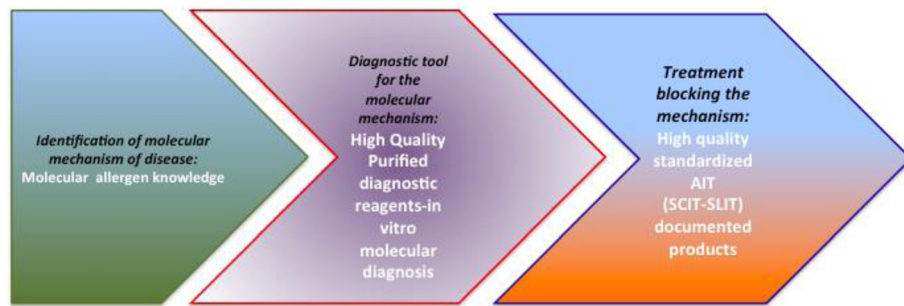 Identification of molecular
mechanism of disease:
Molecular allergen knowledge
Diagnostic tool
for the
molecular
mechanism:
High Quality
Purified
diagnostic
reagents-in
vitro
molecular
diagnosis
Treatment
blocking the
mechanism:
High quality
standardized
AIT
(SCIT-SLIT)
documented
products